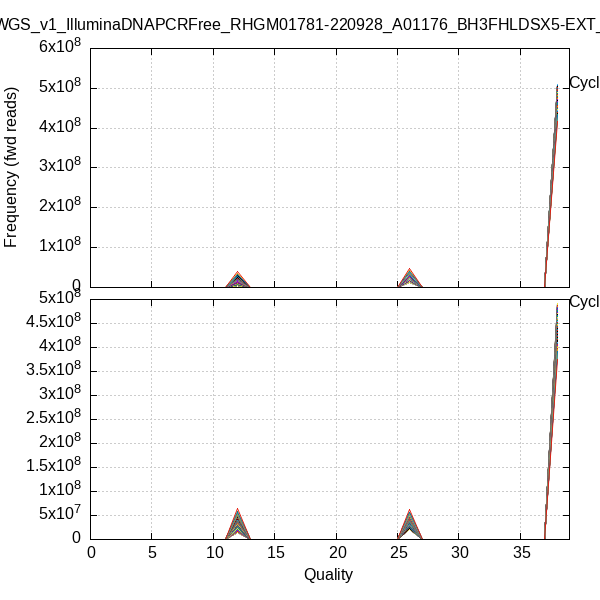 WGS_v1_IlluminaDNAPCRFree_RHGM01781-220928_A01176_BH3FHLDSX5-EXT_
6x10^8
5x10^8
4x10^8
3x10^8
2x10^8
1x10^8
0
Frequency (fwd reads)
Cycl
5x10^8
4.5x10^8
4x10^8
3.5x10^8
3x10^8
2.5x10^8
2x10^8
1.5x10^8
1x10^8
5x10^7
0
Cycl
0 5 10 15 20 25 30 35
Quality